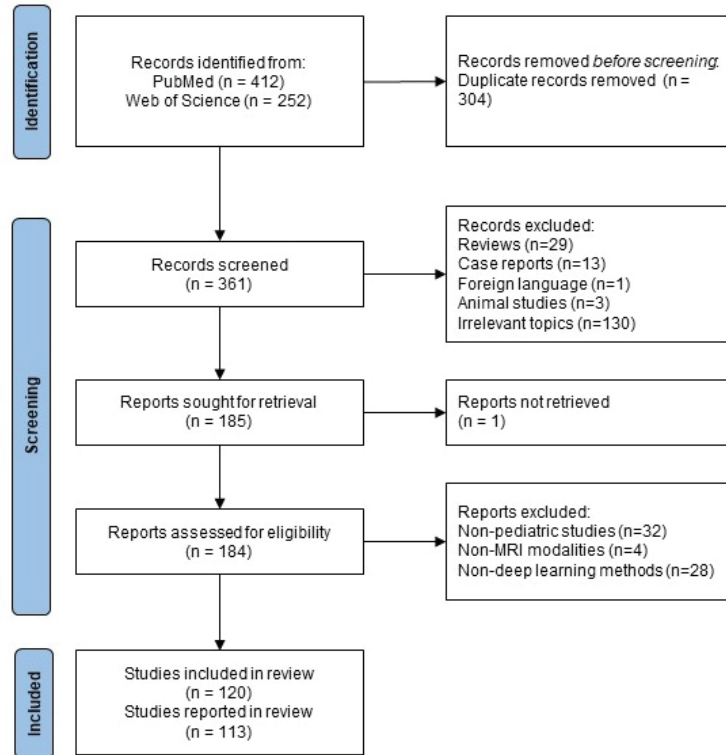 Identification
Records identified from:
PubMed (n = 412)
Web of Science (n = 252)
Records removed before screening:
Duplicate records removed (n =
304)
Screening
Records screened
(n = 361)
Records excluded:
Reviews (n=29)
Case reports (n=13)
Foreign language (n=1)
Animal studies (n=3)
Irrelevant topics (n=130)
Reports sought for retrieval
(n = 185)
Reports not retrieved
(n = 1)
Reports assessed for eligibility
(n = 184)
Reports excluded:
Non-pediatric studies (n=32)
Non-MRI modalities (n=4)
Non-deep learning methods (n=28)
Included
Studies included in review
(n = 120)
Studies reported in review
(n = 113)